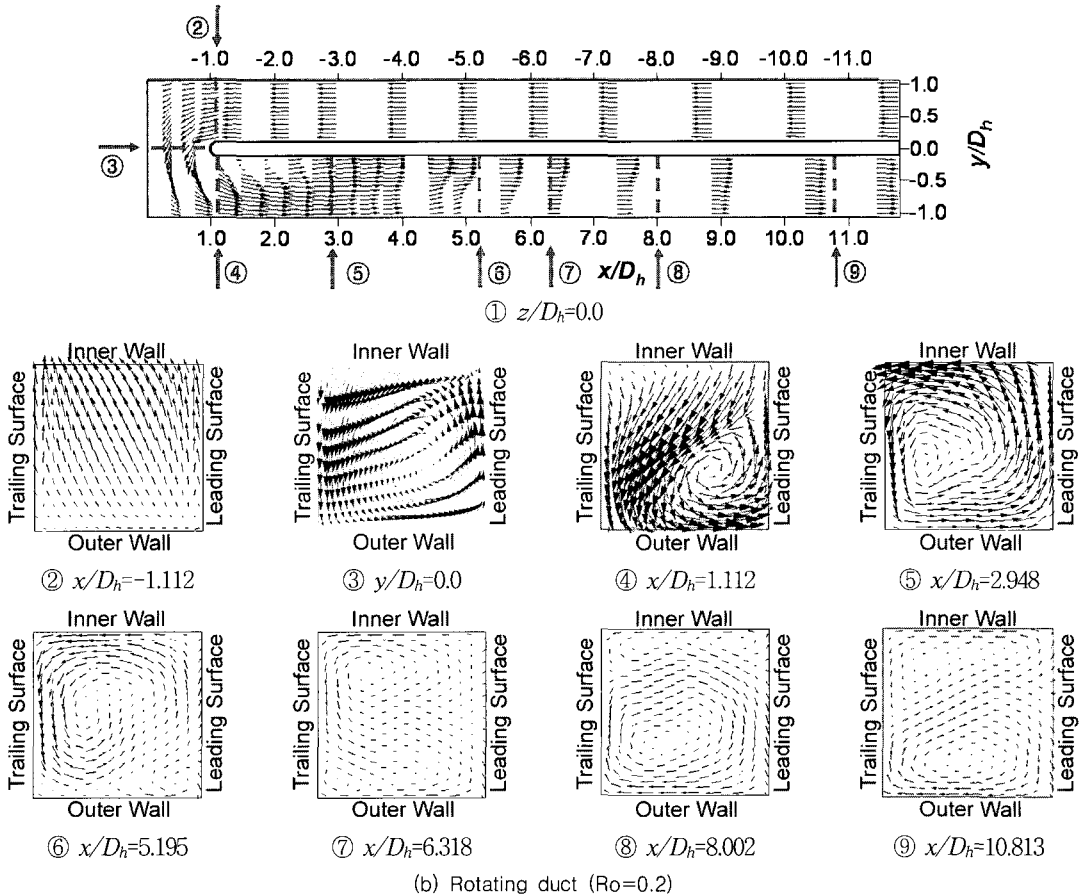 ②
-1.0 -2.0 -3.0 -4.0 -5.0 -6.0 -7.0 -8.0 -9.0 -10.0 -11.0
1.0
0.5
③
0.0
y/Dh
-0.5
-1.0
1.0 2.0 3.0 4.0 5.0 6.0 7.0 8.0 9.0 10.0 11.0
④ ⑤ ⑥ ⑦ x/Dh ⑧ ⑨
① z/Dh=0.0
Inner Wall Inner Wall Inner Wall Inner Wall
Trailing Surface Leading Surface Trailing Surface Leading Surface Trailing Surface Leading Surface Trailing Surface Leading Surface
Outer Wall Outer Wall Outer Wall Outer Wall
② x/Dh=-1.112 ③ y/Dh=0.0 ④ x/Dh=1.112 ⑤ x/Dh=2.948
Inner Wall Inner Wall Inner Wall Inner Wall
Trailing Surface Leading Surface Trailing Surface Leading Surface Trailing Surface Leading Surface Trailing Surface Leading Surface
Outer Wall Outer Wall Outer Wall Outer Wall
⑥ x/Dh=5.195 ⑦ x/Dh=6.318 ⑧ x/Dh=8.002 ⑨ x/Dh=10.813
(b) Rotating duct (Ro=0.2)